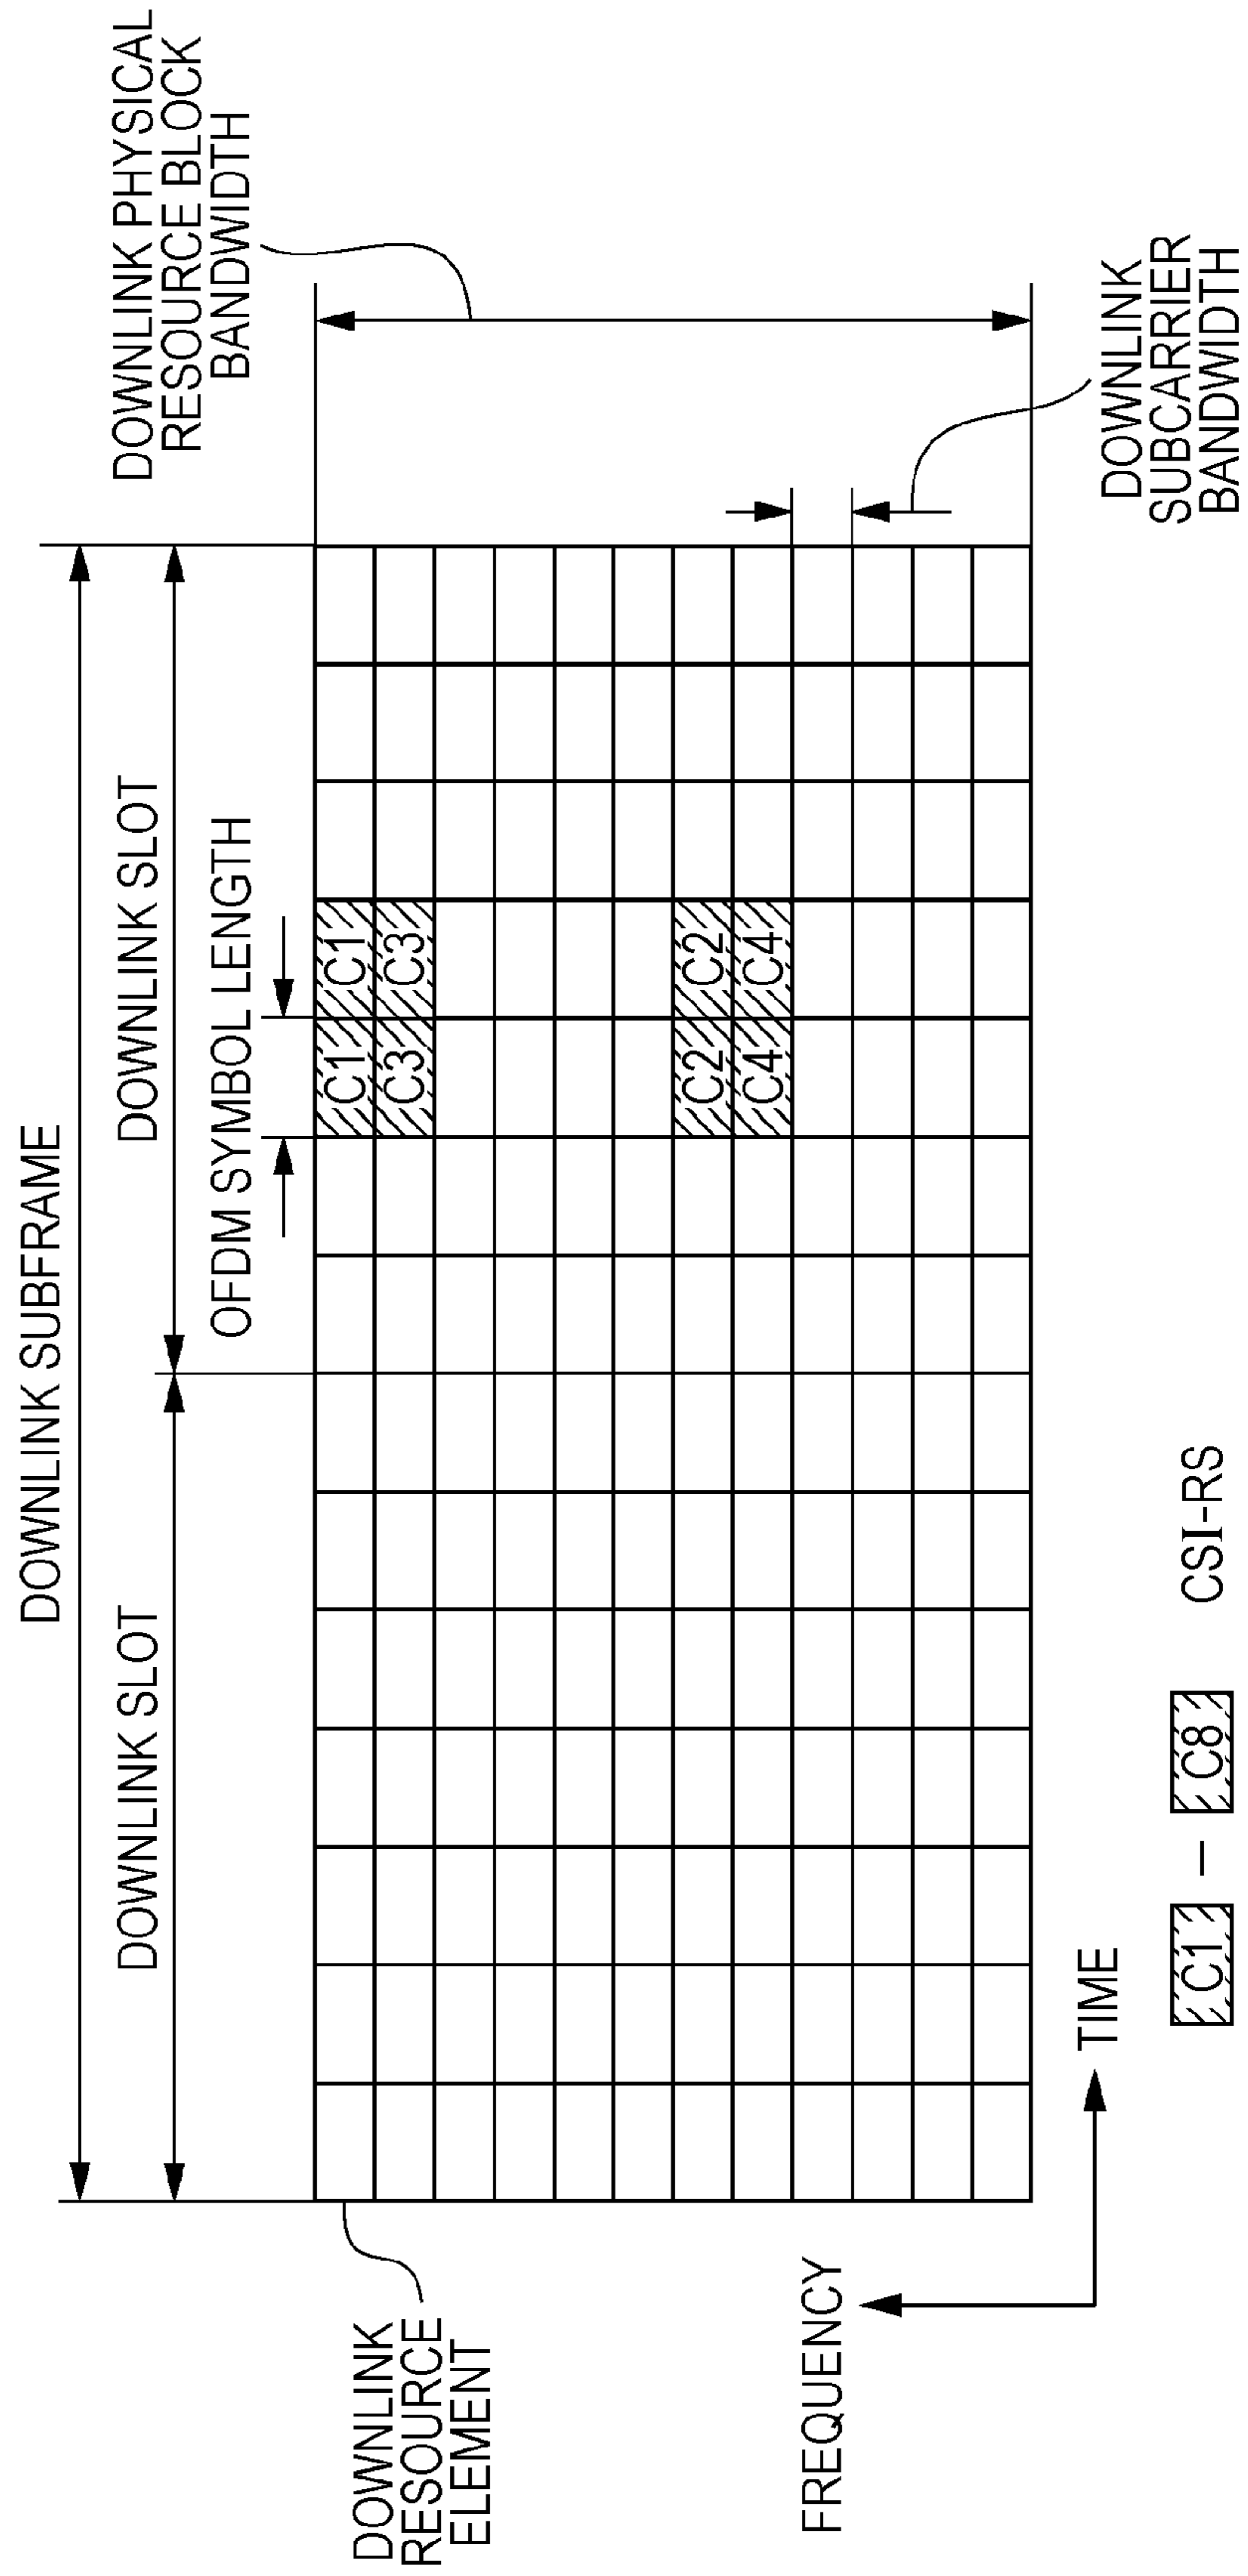 DOWNLINK SUBFRAME
DOWNLINK SLOT
DOWNLINK SLOT
OFDM SYMBOL LENGTH
DOWNLINK PHYSICAL
RESOURCE BLOCK
BANDWIDTH
DOWNLINK
RESOURCE
ELEMENT
C1 C1
C3 C3
C2 C2
C4 C4
DOWNLINK
SUBCARRIER
BANDWIDTH
FREQUENCY
TIME
C1 – C8 CSI-RS